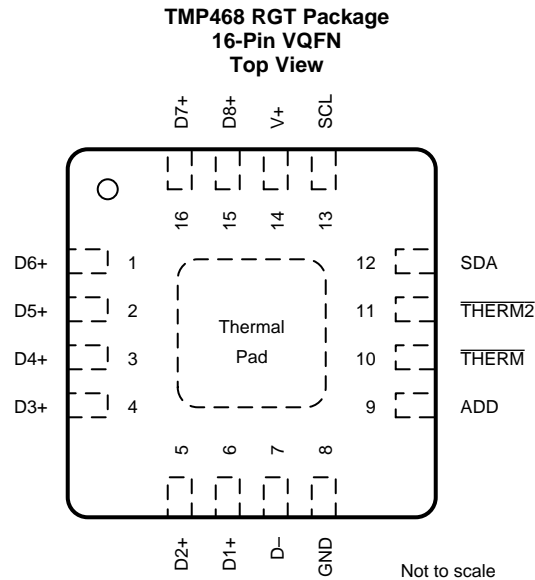 TMP468 RGT Package
16-Pin VQFN
Top View
D7+
D8+
V+
SCL
16
15
14
13
D6+
1
12
SDA
D5+
2
11
THERM2
D4+
3
10
THERM
D3+
4
9
ADD
Thermal
Pad
5
6
7
8
D2+
D1+
D–
GND
Not to scale